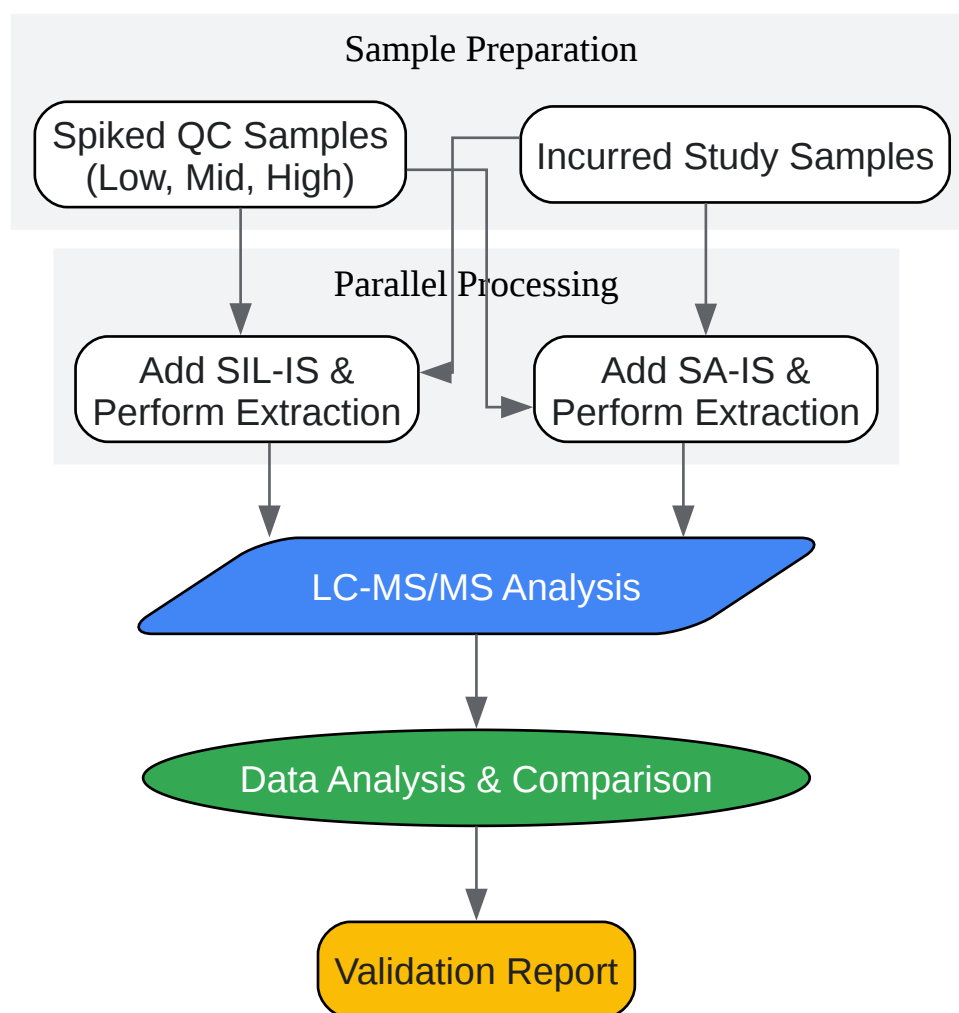 Sample Preparation
Spiked QC Samples
(Low, Mid, High)
Incurred Study Samples
Parallel Processing
Add SIL-IS &
Perform Extraction
Add SA-IS &
Perform Extraction
LC-MS/MS Analysis
Data Analysis & Comparison
Validation Report